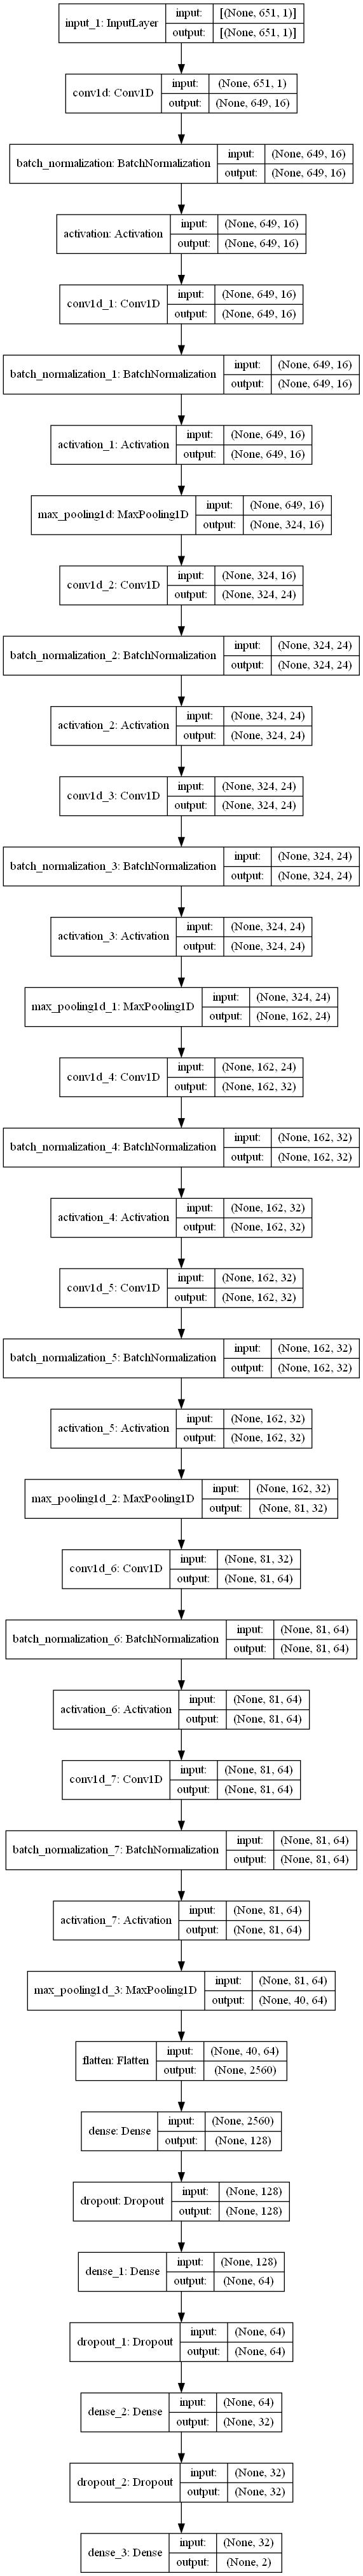 input_1: InputLayer
input: [(None, 651, 1)]
output: [(None, 651, 1)]
conv1d: Conv1D
input: (None, 651, 1)
output: (None, 649, 16)
batch_normalization: BatchNormalization
input: (None, 649, 16)
output: (None, 649, 16)
activation: Activation
input: (None, 649, 16)
output: (None, 649, 16)
conv1d_1: Conv1D
input: (None, 649, 16)
output: (None, 649, 16)
batch_normalization_1: BatchNormalization
input: (None, 649, 16)
output: (None, 649, 16)
activation_1: Activation
input: (None, 649, 16)
output: (None, 649, 16)
max_pooling1d: MaxPooling1D
input: (None, 649, 16)
output: (None, 324, 16)
conv1d_2: Conv1D
input: (None, 324, 16)
output: (None, 324, 24)
batch_normalization_2: BatchNormalization
input: (None, 324, 24)
output: (None, 324, 24)
activation_2: Activation
input: (None, 324, 24)
output: (None, 324, 24)
conv1d_3: Conv1D
input: (None, 324, 24)
output: (None, 324, 24)
batch_normalization_3: BatchNormalization
input: (None, 324, 24)
output: (None, 324, 24)
activation_3: Activation
input: (None, 324, 24)
output: (None, 324, 24)
max_pooling1d_1: MaxPooling1D
input: (None, 324, 24)
output: (None, 162, 24)
conv1d_4: Conv1D
input: (None, 162, 24)
output: (None, 162, 32)
batch_normalization_4: BatchNormalization
input: (None, 162, 32)
output: (None, 162, 32)
activation_4: Activation
input: (None, 162, 32)
output: (None, 162, 32)
conv1d_5: Conv1D
input: (None, 162, 32)
output: (None, 162, 32)
batch_normalization_5: BatchNormalization
input: (None, 162, 32)
output: (None, 162, 32)
activation_5: Activation
input: (None, 162, 32)
output: (None, 162, 32)
max_pooling1d_2: MaxPooling1D
input: (None, 162, 32)
output: (None, 81, 32)
conv1d_6: Conv1D
input: (None, 81, 32)
output: (None, 81, 64)
batch_normalization_6: BatchNormalization
input: (None, 81, 64)
output: (None, 81, 64)
activation_6: Activation
input: (None, 81, 64)
output: (None, 81, 64)
conv1d_7: Conv1D
input: (None, 81, 64)
output: (None, 81, 64)
batch_normalization_7: BatchNormalization
input: (None, 81, 64)
output: (None, 81, 64)
activation_7: Activation
input: (None, 81, 64)
output: (None, 81, 64)
max_pooling1d_3: MaxPooling1D
input: (None, 81, 64)
output: (None, 40, 64)
flatten: Flatten
input: (None, 40, 64)
output: (None, 2560)
dense: Dense
input: (None, 2560)
output: (None, 128)
dropout: Dropout
input: (None, 128)
output: (None, 128)
dense_1: Dense
input: (None, 128)
output: (None, 64)
dropout_1: Dropout
input: (None, 64)
output: (None, 64)
dense_2: Dense
input: (None, 64)
output: (None, 32)
dropout_2: Dropout
input: (None, 32)
output: (None, 32)
dense_3: Dense
input: (None, 32)
output: (None, 2)